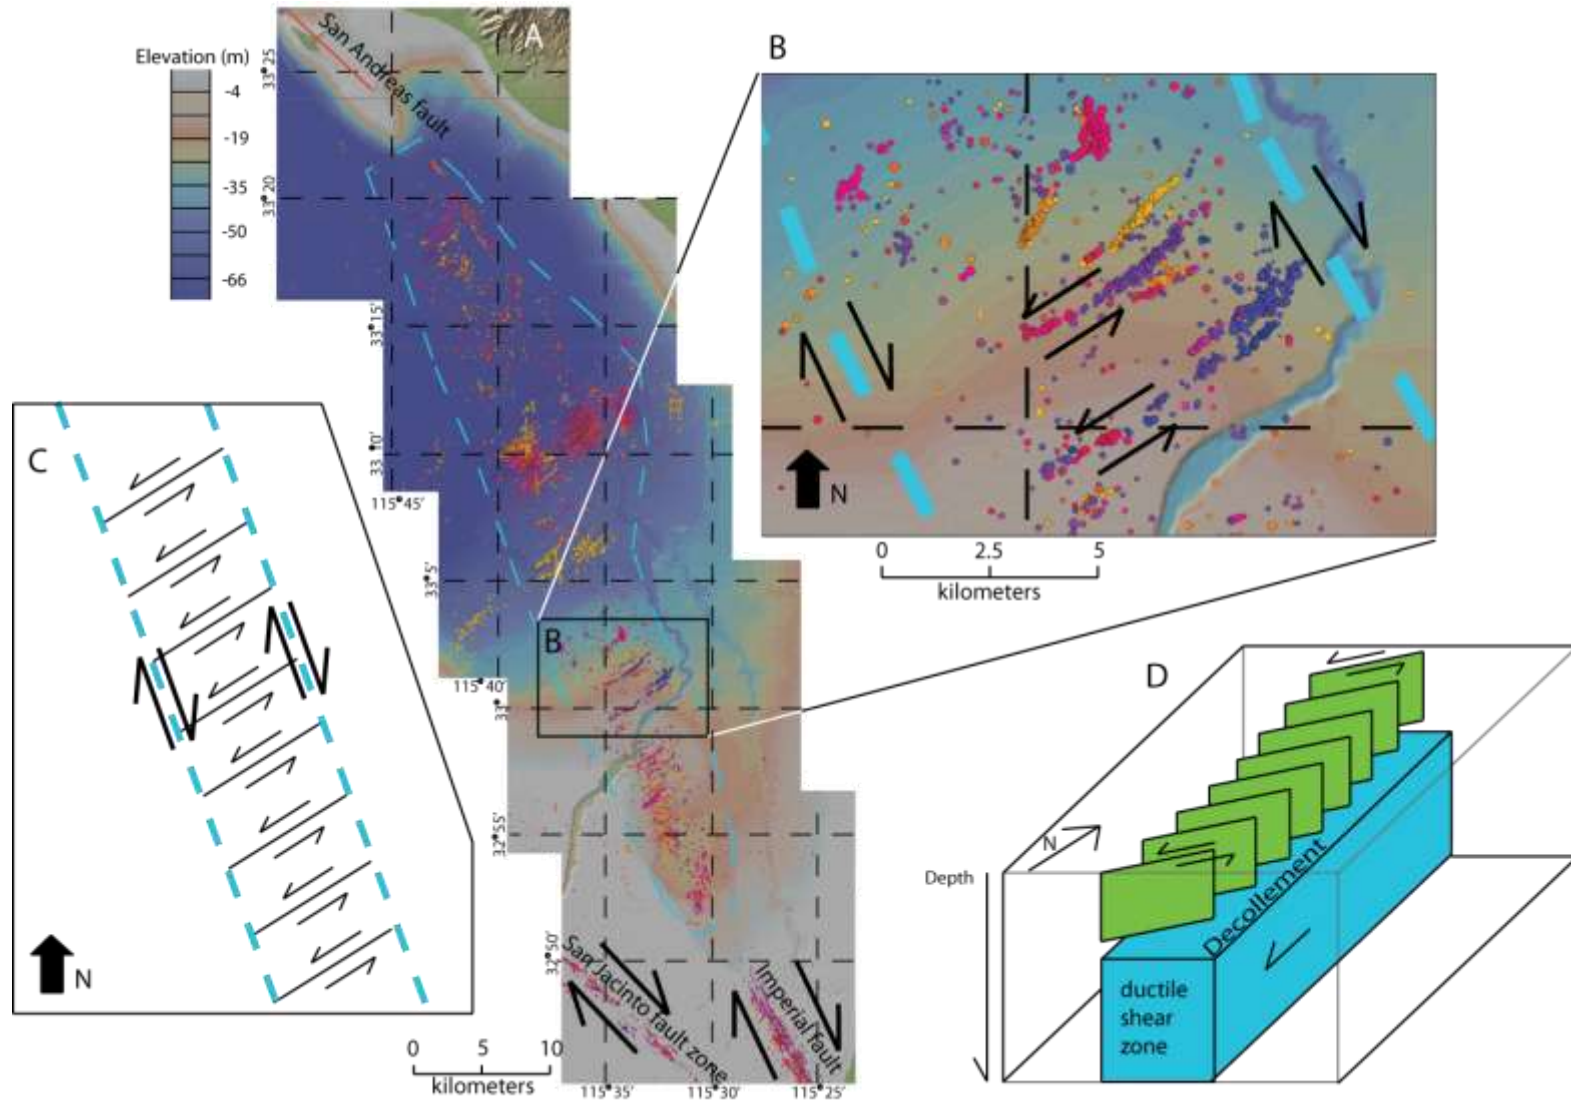 A
San Andreas fault
Elevation (m)
-4
-19
-35
-50
-66
33°25
33°20
33°15'
33°10'
115°45'
33°5'
115°40'
33
B
32°55'
32°50'
San Jacinto fault zone
Imperial fault
115°35'
115°30'
115°25'
0 5 10
kilometers
B
N
0 2.5 5
kilometers
C
N
D
N
Depth
Decollement
ductile
shear
zone